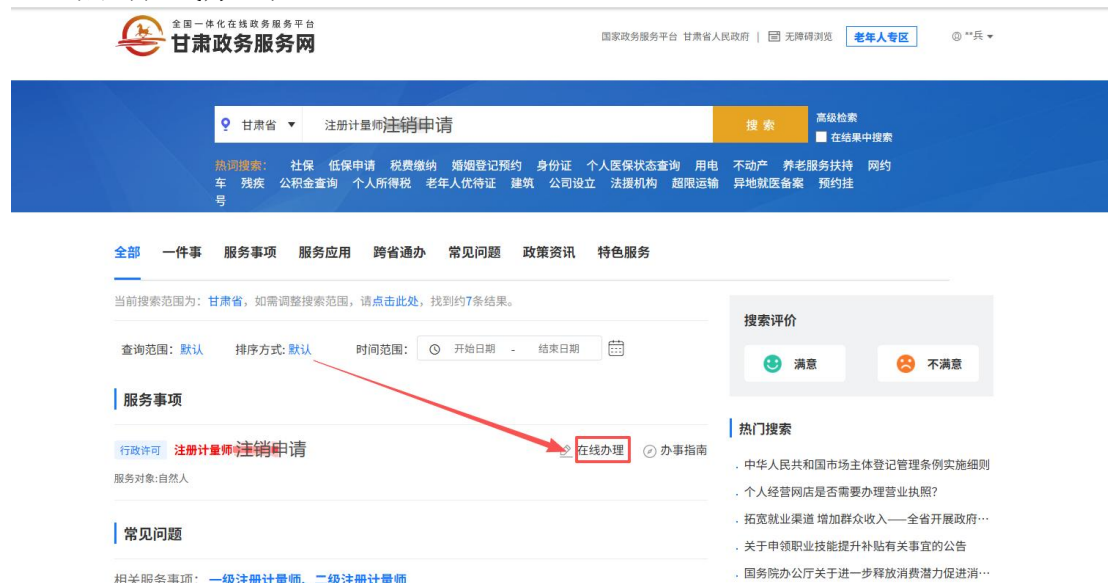 全国一体化在线政务服务平台
甘肃政务服务网
国家政务服务平台 甘肃省人民政府 | 无障碍浏览 老年人专区 **兵
甘肃省 注册计量师注销申请 搜索 高级检索
在结果中搜索
热词搜索： 社保 低保申请 税费缴纳 婚姻登记预约 身份证 个人医保状态查询 用电 不动产 养老服务扶持 网约
车 残疾 公积金查询 个人所得税 老年人优待证 建筑 公司设立 法援机构 超限运输 异地就医备案 预约挂
号
全部 一件事 服务事项 服务应用 跨省通办 常见问题 政策资讯 特色服务
当前搜索范围为：甘肃省，如需调整搜索范围，请点击此处，找到约7条结果。
查询范围：默认 排序方式:默认 时间范围： 开始日期 - 结束日期
服务事项
行政许可 注册计量师注销申请 在线办理 办事指南
服务对象:自然人
常见问题
相关服务事项：一级注册计量师、二级注册计量师
搜索评价
满意 不满意
热门搜索
. 中华人民共和国市场主体登记管理条例实施细则
. 个人经营网店是否需要办理营业执照?
. 拓宽就业渠道 增加群众收入——全省开展政府…
. 关于申领职业技能提升补贴有关事宜的公告
. 国务院办公厅关于进一步释放消费潜力促进消…